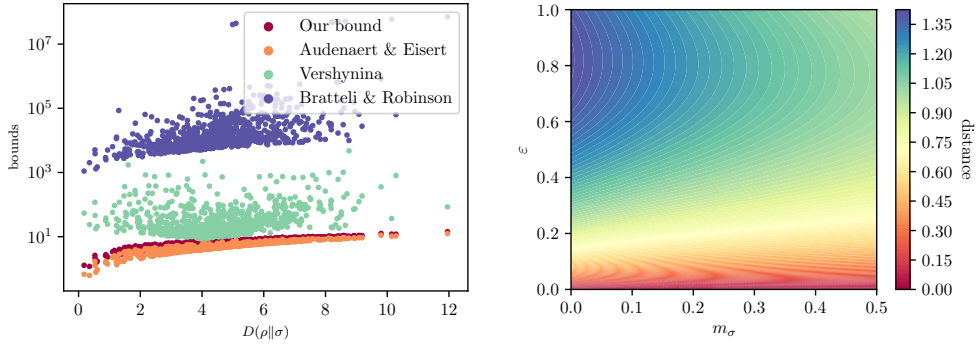 bounds
10^7
10^5
10^3
10^1
0 2 4 6 8 10 12
D(ρ∥σ)
Our bound
Audenaert & Eisert
Vershynina
Bratteli & Robinson
ε
1.0
0.8
0.6
0.4
0.2
0.0
0.0 0.1 0.2 0.3 0.4 0.5
m_σ
1.35
1.20
1.05
0.90
0.75
0.60
0.45
0.30
0.15
0.00
distance